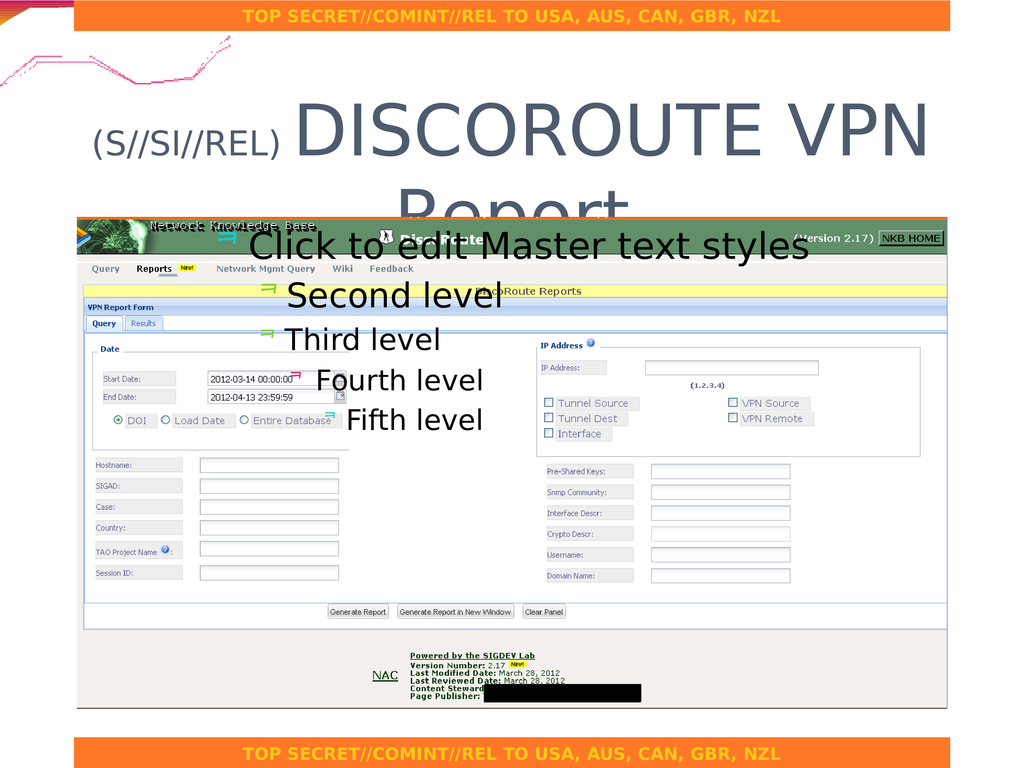 TOP SECRET//COMINT//REL TO USA, AUS, CAN, GBR, NZL
(S//SI//REL) DISCOROUTE VPN
Report
Network Knowledge Base
DiscoRoute
(Version 2.17) NKB HOME
Click to edit Master text styles
Query Reports New! Network Mgmt Query Wiki Feedback
Second level
DiscoRoute Reports
VPN Report Form
Query Results
Third level
Date
IP Address
IP Address:
Start Date: 2012-03-14 00:00:00
Fourth level
(1.2.3.4)
End Date: 2012-04-13 23:59:59
Tunnel Source VPN Source
DOI Load Date Entire Database
Fifth level
Tunnel Dest VPN Remote
Interface
Hostname:
Pre-Shared Keys:
SIGAD:
Snmp Community:
Case:
Interface Descr:
Country:
Crypto Descr:
TAO Project Name ? :
Username:
Session ID:
Domain Name:
Generate Report Generate Report in New Window Clear Panel
Powered by the SIGDEV Lab
Version Number: 2.17 New!
NAC
Last Modified Date: March 28, 2012
Last Reviewed Date: March 28, 2012
Content Steward
Page Publisher:
TOP SECRET//COMINT//REL TO USA, AUS, CAN, GBR, NZL